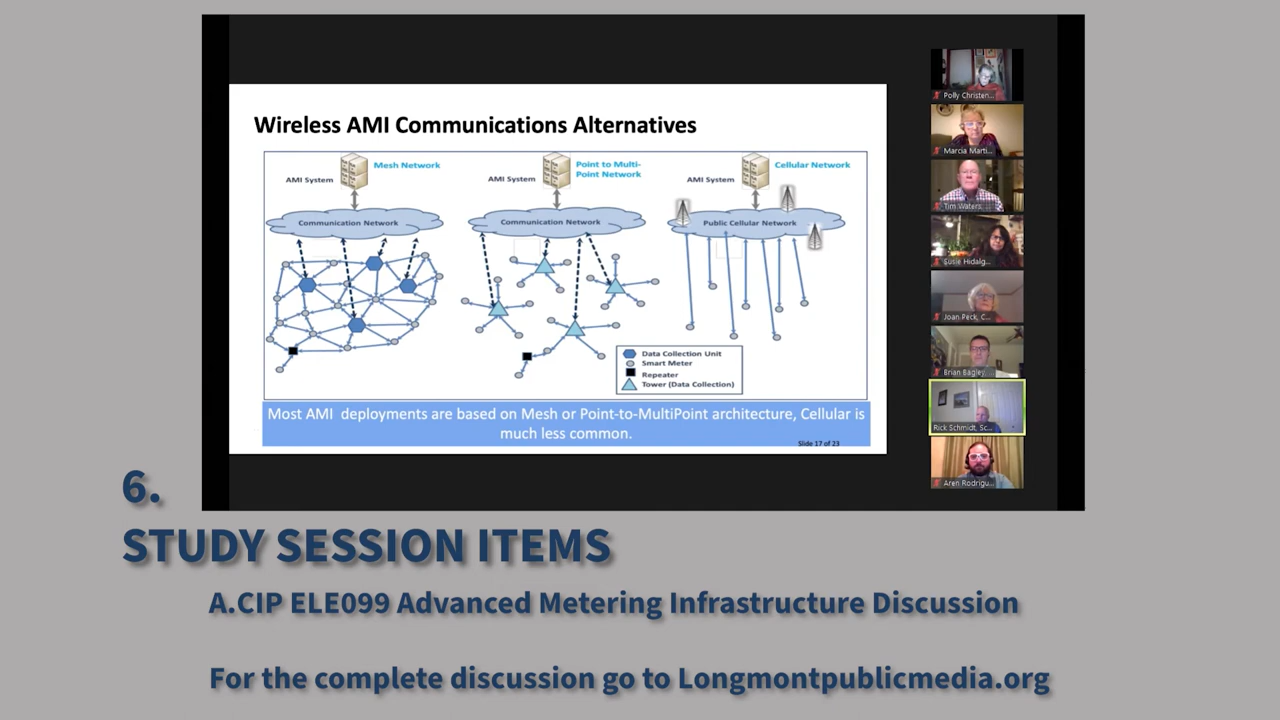 Wireless AMI Communications Alternatives
Mesh Network
AMI System
Communication Network
Point to Multi-
Point Network
AMI System
Communication Network
Cellular Network
AMI System
Public Cellular Network
Data Collection Unit
Smart Meter
Repeater
Tower (Data Collection)
Most AMI deployments are based on Mesh or Point-to-MultiPoint architecture, Cellular is
much less common.
Slide 17 of 23
Polly Christen...
Marcia Marti...
Tim Waters,...
Susie Hidalg...
Joan Peck, C...
Brian Bagley,...
Rick Schmidt, Sc...
Aren Rodrigu...
6.
STUDY SESSION ITEMS
A.CIP ELE099 Advanced Metering Infrastructure Discussion
For the complete discussion go to Longmontpublicmedia.org